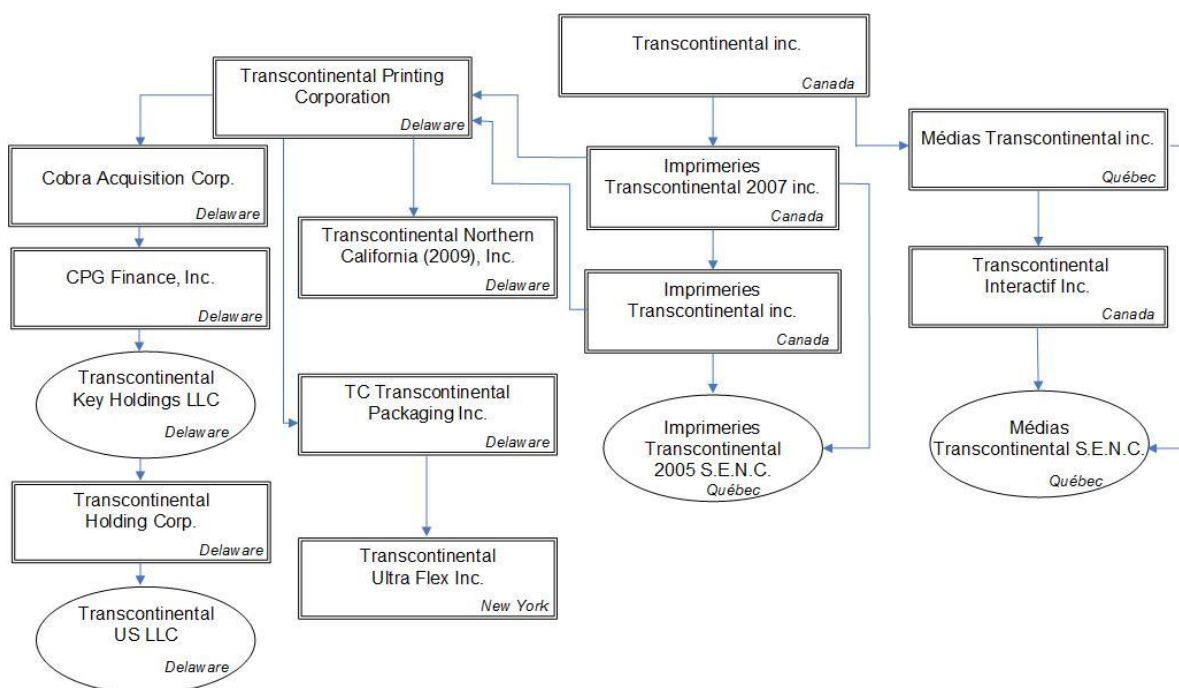 Transcontinental inc.
Canada
Transcontinental Printing
Corporation
Delaware
Médias Transcontinental inc.
Québec
Cobra Acquisition Corp.
Delaware
Imprimeries
Transcontinental 2007 inc.
Canada
Transcontinental Northern
California (2009), Inc.
Delaware
CPG Finance, Inc.
Delaware
Imprimeries
Transcontinental inc.
Canada
Transcontinental
Interactif Inc.
Canada
Transcontinental
Key Holdings LLC
Delaware
TC Transcontinental
Packaging Inc.
Delaware
Imprimeries
Transcontinental
2005 S.E.N.C.
Québec
Médias
Transcontinental S.E.N.C.
Québec
Transcontinental
Holding Corp.
Delaware
Transcontinental
Ultra Flex Inc.
New York
Transcontinental
US LLC
Delaware